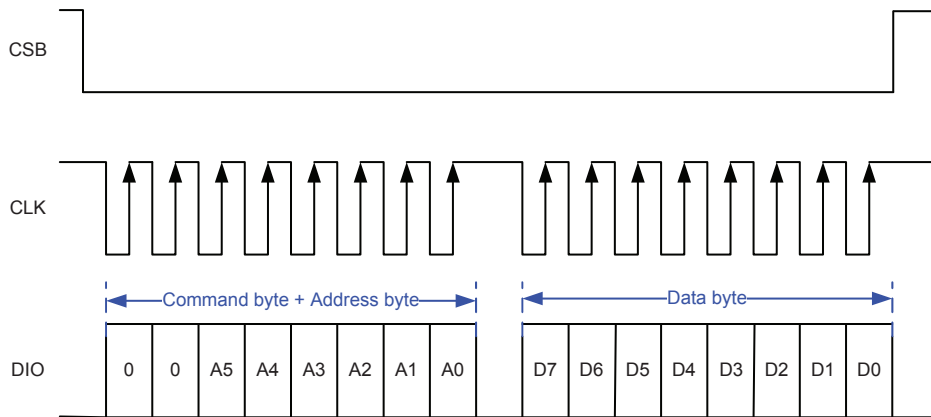 CSB
CLK
Command byte + Address byte
Data byte
DIO
0 0 A5 A4 A3 A2 A1 A0 D7 D6 D5 D4 D3 D2 D1 D0